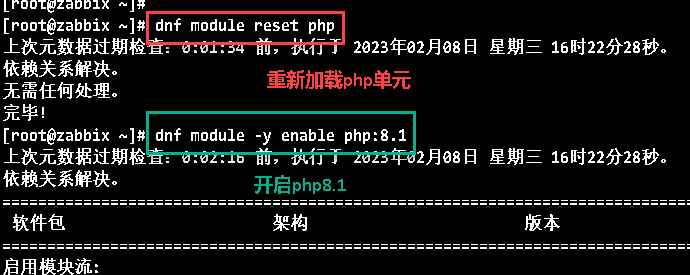 [root@zabbix ~]#
[root@zabbix ~]# dnf module reset php
上次元数据过期检查：0:01:34 前，执行于 2023年02月08日 星期三 16时22分28秒。
依赖关系解决。
重新加载php单元
无需任何处理。
完毕！
[root@zabbix ~]# dnf module -y enable php:8.1
上次元数据过期检查：0:02:16 前，执行于 2023年02月08日 星期三 16时22分28秒。
依赖关系解决。
开启php8.1
================================================================================
软件包 架构 版本
================================================================================
启用模块流: